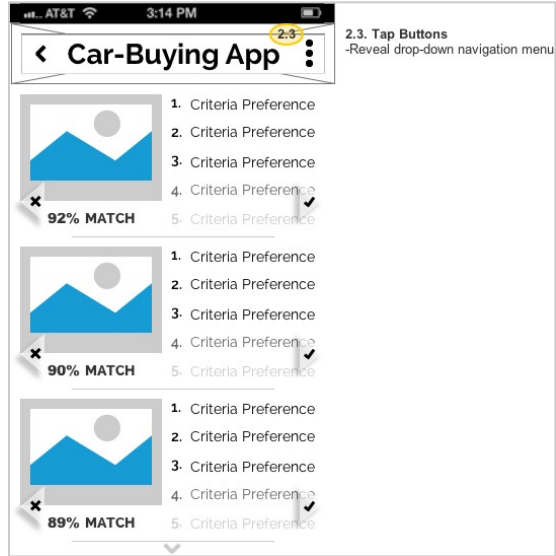 AT&T 3:14 PM
2.3
Car-Buying App
2.3. Tap Buttons
-Reveal drop-down navigation menu
1. Criteria Preference
2. Criteria Preference
3. Criteria Preference
4. Criteria Preference
5. Criteria Preference
92% MATCH
1. Criteria Preference
2. Criteria Preference
3. Criteria Preference
4. Criteria Preference
5. Criteria Preference
90% MATCH
1. Criteria Preference
2. Criteria Preference
3. Criteria Preference
4. Criteria Preference
5. Criteria Preference
89% MATCH